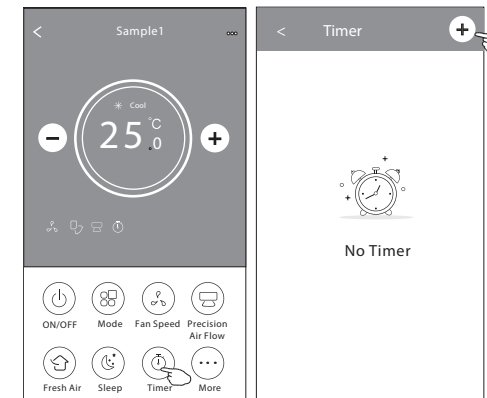 Sample1
Cool
25.0 °C
ON/OFF
Mode
Fan Speed
Precision
Air Flow
Fresh Air
Sleep
Timer
More
Timer
No Timer